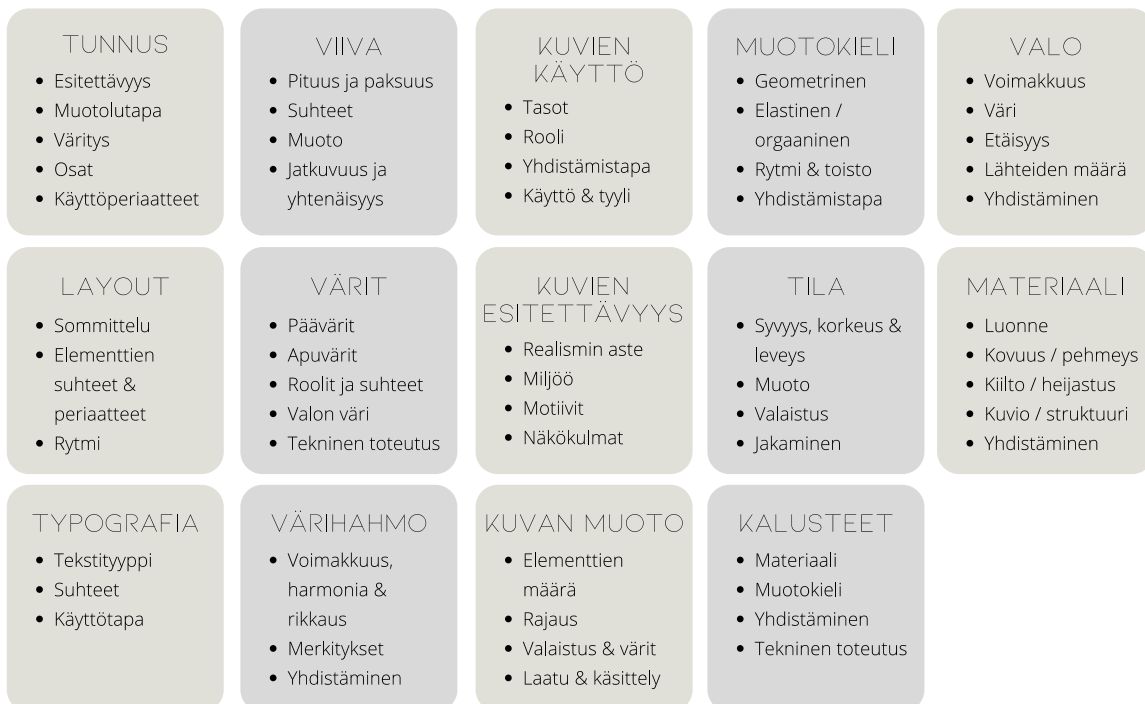 TUNNUS
Esitettävyys
Muotolutapa
Väritys
Osat
Käyttöperiaatteet
VIIVA
Pituus ja paksuus
Suhteet
Muoto
Jatkuvuus ja
yhtenäisyys
KUVIEN
KÄYTTÖ
Tasot
Rooli
Yhdistämistapa
Käyttö & tyyli
MUOTOKIELI
Geometrinen
Elastinen /
orgaaninen
Rytmi & toisto
Yhdistämistapa
VALO
Voimakkuus
Väri
Etäisyys
Lähteiden määrä
Yhdistäminen
LAYOUT
Sommittelu
Elementtien
suhteet &
periaatteet
Rytmi
VÄRIT
Päävärit
Apuvärit
Roolit ja suhteet
Valon väri
Tekninen toteutus
KUVIEN
ESITETTÄVYYS
Realismin aste
Miljöö
Motiivit
Näkökulmat
TILA
Syvyys, korkeus &
leveys
Muoto
Valaistus
Jakaminen
MATERIAALI
Luonne
Kovuus / pehmeys
Kiilto / heijastus
Kuvio / struktuuri
Yhdistäminen
TYPOGRAFIA
Tekstityyppi
Suhteet
Käyttötapa
VÄRIHAHMO
Voimakkuus,
harmonia &
rikkaus
Merkitykset
Yhdistäminen
KUVAN MUOTO
Elementtien
määrä
Rajaus
Valaistus & värit
Laatu & käsittely
KALUSTEET
Materiaali
Muotokieli
Yhdistäminen
Tekninen toteutus